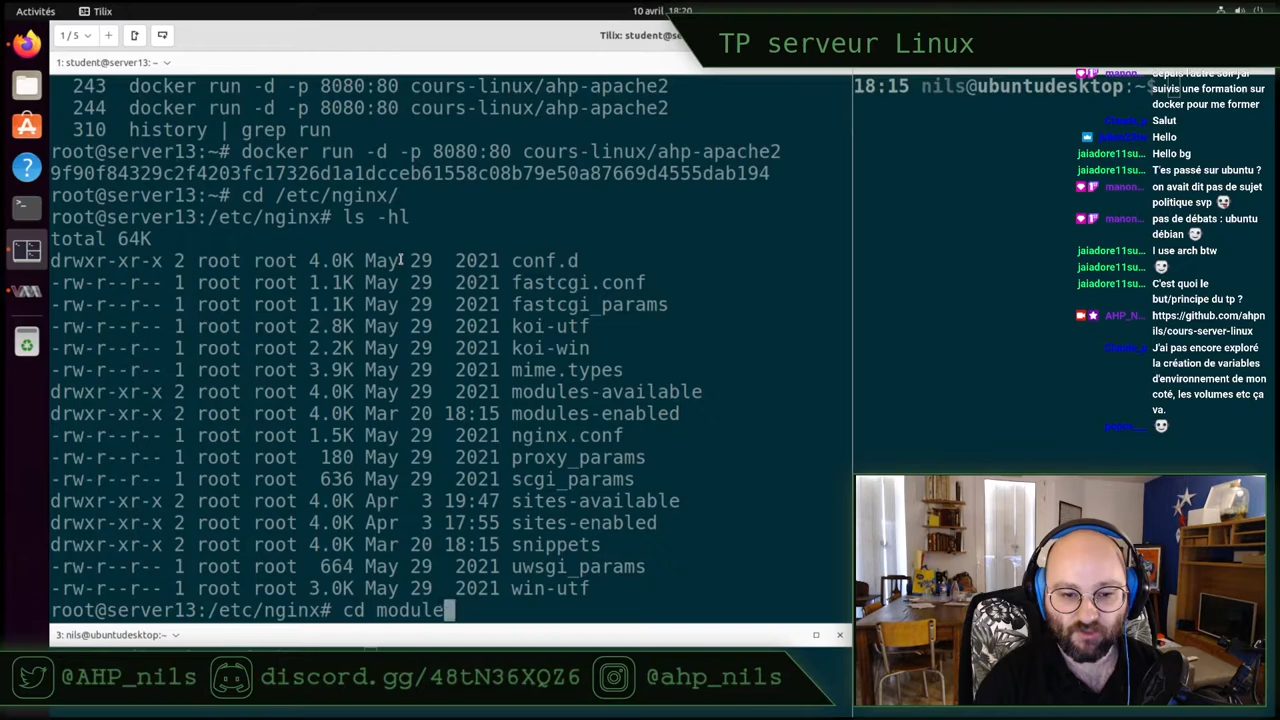 Activités
Tilix
10 avril 18:20
TP serveur Linux
1 / 5
+
Tilix: student@se
1: student@server13: ~
243  docker run -d -p 8080:80 cours-linux/ahp-apache2
244  docker run -d -p 8080:80 cours-linux/ahp-apache2
310  history | grep run
root@server13:~# docker run -d -p 8080:80 cours-linux/ahp-apache2
9f90f84329c2f4203fc17326d1a1dcceb61558c08b79e50a87669d4555dab194
root@server13:~# cd /etc/nginx/
root@server13:/etc/nginx# ls -hl
total 64K
drwxr-xr-x 2 root root 4.0K May 29  2021 conf.d
-rw-r--r-- 1 root root 1.1K May 29  2021 fastcgi.conf
-rw-r--r-- 1 root root 1.1K May 29  2021 fastcgi_params
-rw-r--r-- 1 root root 2.8K May 29  2021 koi-utf
-rw-r--r-- 1 root root 2.2K May 29  2021 koi-win
-rw-r--r-- 1 root root 3.9K May 29  2021 mime.types
drwxr-xr-x 2 root root 4.0K May 29  2021 modules-available
drwxr-xr-x 2 root root 4.0K Mar 20 18:15 modules-enabled
-rw-r--r-- 1 root root 1.5K May 29  2021 nginx.conf
-rw-r--r-- 1 root root  180 May 29  2021 proxy_params
-rw-r--r-- 1 root root  636 May 29  2021 scgi_params
drwxr-xr-x 2 root root 4.0K Apr  3 19:47 sites-available
drwxr-xr-x 2 root root 4.0K Apr  3 17:55 sites-enabled
drwxr-xr-x 2 root root 4.0K Mar 20 18:15 snippets
-rw-r--r-- 1 root root  664 May 29  2021 uwsgi_params
-rw-r--r-- 1 root root 3.0K May 29  2021 win-utf
root@server13:/etc/nginx# cd module
3: nils@ubuntudesktop:~
18:15 nils@ubuntudesktop:~$
manon... depuis l'autre soir j'ai
suivis une formation sur
docker pour me former
Salut
Hello
jaiadore11su... Hello bg
jaiadore11su... T'es passé sur ubuntu ?
manon... on avait dit pas de sujet
politique svp
manon... pas de débats : ubuntu
débian
jaiadore11su... I use arch btw
jaiadore11su...
jaiadore11su... C'est quoi le
but/principe du tp ?
AHP_N... https://github.com/ahpn
nils/cours-server-linux
J'ai pas encore exploré
la création de variables
d'environnement de mon
coté, les volumes etc ça
va.
@AHP_nils
discord.gg/48tN36XQZ6
@ahp_nils